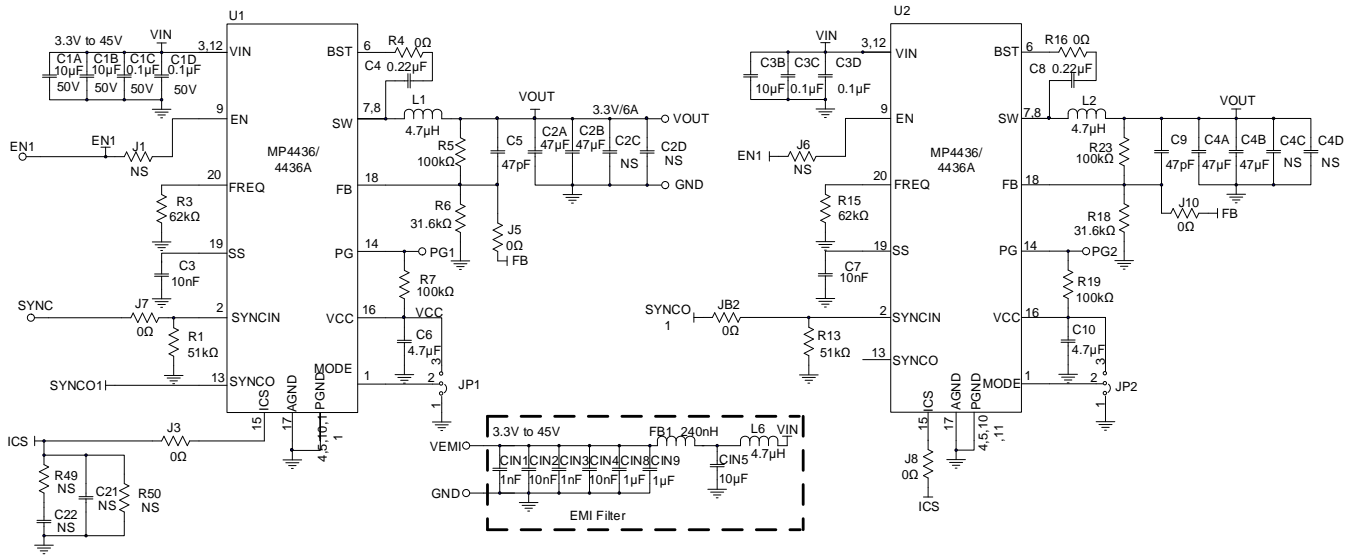 U1
3.3V to 45V
VIN
C1A
10µF
50V
C1B
10µF
50V
C1C
0.1µF
50V
C1D
0.1µF
50V
3,12
VIN
9
EN
EN1
EN1
J1
NS
20
FREQ
R3
62kΩ
19
SS
C3
10nF
SYNC
J7
0Ω
2
SYNCIN
R1
51kΩ
SYNCO1
13
SYNCO
ICS
15
AGND
17
PGND
4,5,10,1
1
ICS
J3
0Ω
R49
NS
C22
NS
C21
NS
R50
NS
MP4436/
4436A
BST
6
R4
0Ω
C4
0.22µF
SW
7,8
L1
4.7µH
VOUT
3.3V/6A
VOUT
R5
100kΩ
C5
47pF
C2A
47µF
C2B
47µF
C2C
NS
C2D
NS
GND
FB
18
R6
31.6kΩ
J5
0Ω
FB
PG
14
PG1
R7
100kΩ
VCC
16
VCC
C6
4.7µF
MODE
1
3
2
1
JP1
VEMI
3.3V to 45V
GND
CIN1
1nF
CIN2
10nF
CIN3
1nF
CIN4
10nF
CIN8
1µF
CIN9
1µF
FB1 240nH
L6
4.7µH
VIN
CIN5
10µF
EMI Filter
U2
VIN
C3B
10µF
C3C
0.1µF
C3D
0.1µF
3,12
VIN
9
EN
EN1
J6
NS
20
FREQ
R15
62kΩ
19
SS
C7
10nF
SYNCO
1
JB2
0Ω
2
SYNCIN
R13
51kΩ
13
SYNCO
ICS
15
J8
0Ω
ICS
AGND
17
PGND
4,5,10
,11
MP4436/
4436A
BST
6
R16 0Ω
C8 0.22µF
SW
7,8
L2
4.7µH
VOUT
R23
100kΩ
C9
47pF
C4A
47µF
C4B
47µF
C4C
NS
C4D
NS
FB
18
R18
31.6kΩ
J10
0Ω
FB
PG
14
PG2
R19
100kΩ
VCC
16
C10
4.7µF
MODE
1
3
2
1
JP2